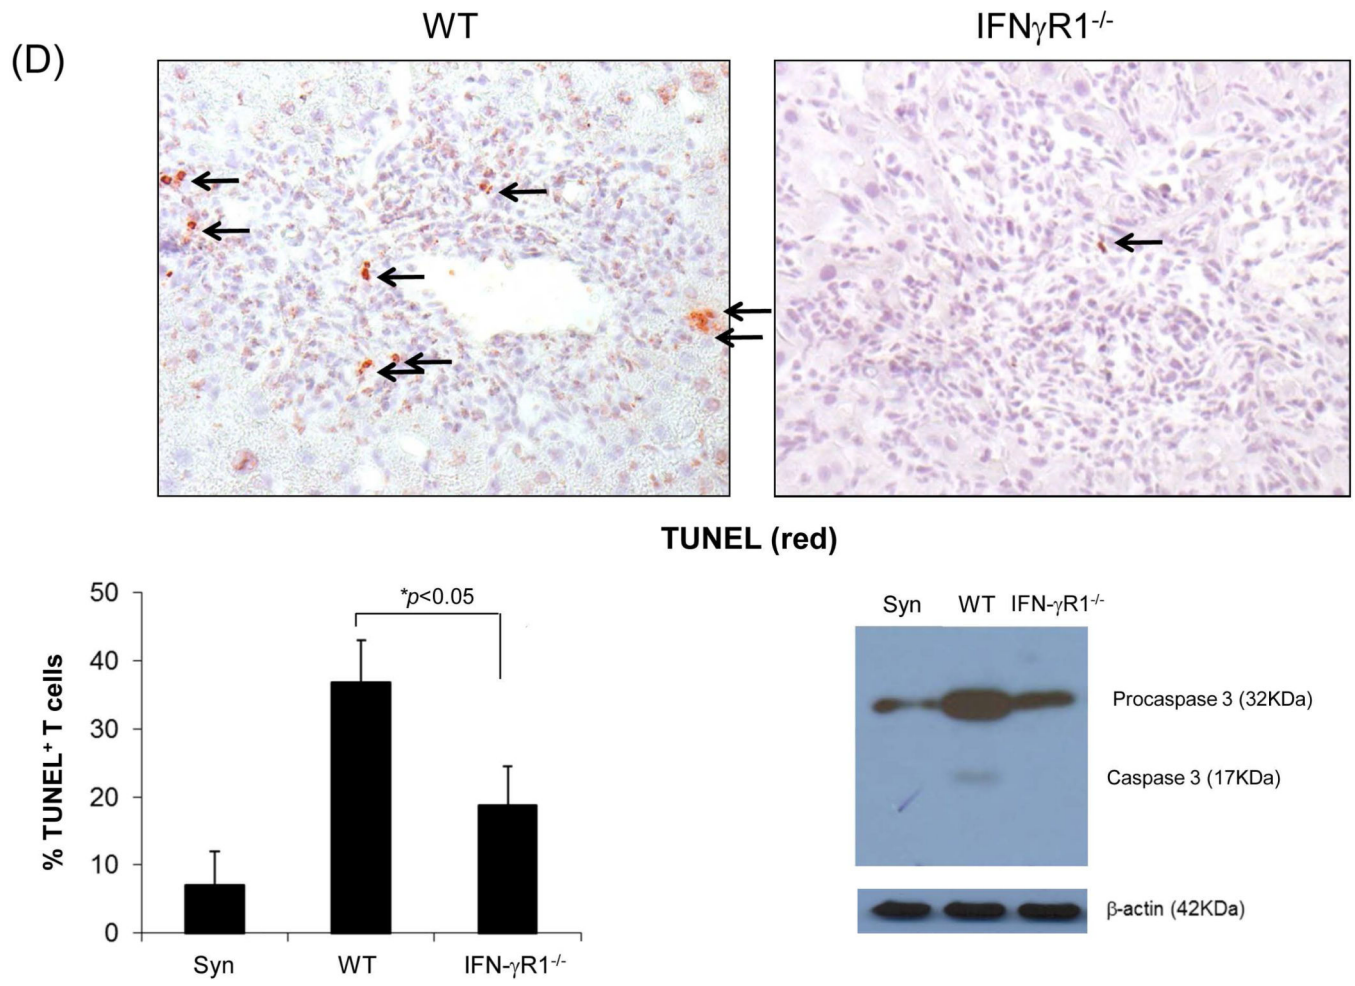 (D)
WT
IFNγR1-/-
TUNEL (red)
% TUNEL+ T cells
50
40
30
20
10
0
*p<0.05
Syn
WT
IFN-γR1-/-
Syn WT IFN-γR1-/-
Procaspase 3 (32KDa)
Caspase 3 (17KDa)
β-actin (42KDa)